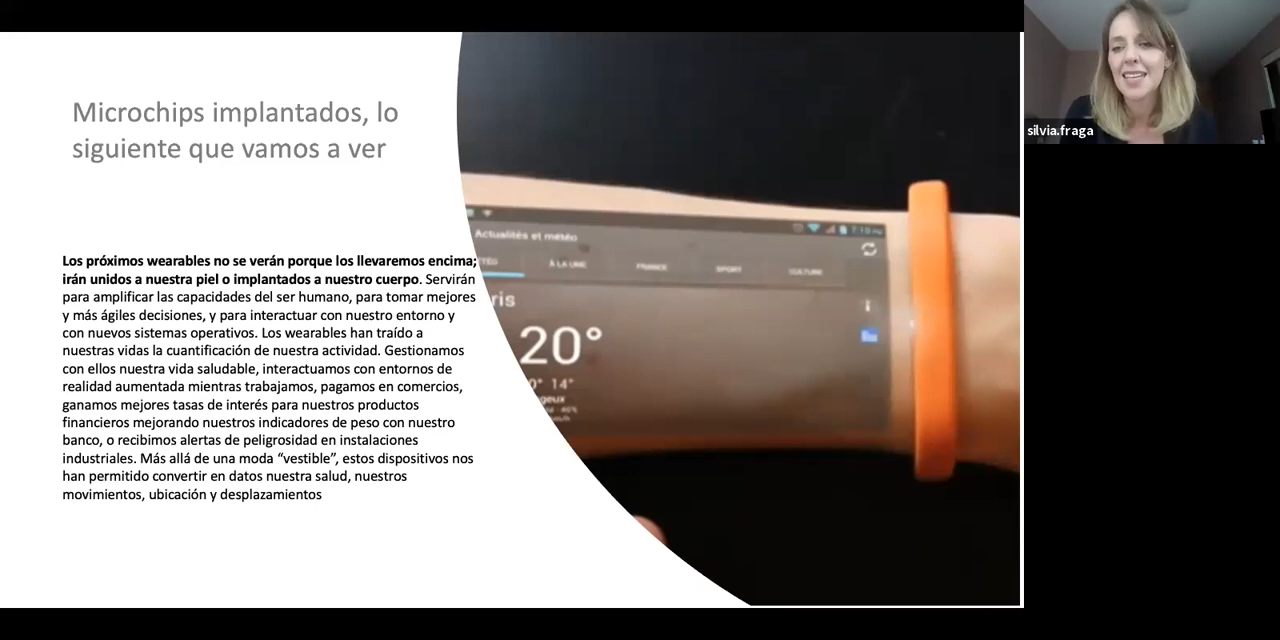 Microchips implantados, lo
siguiente que vamos a ver
Los próximos wearables no se verán porque los llevaremos encima;
irán unidos a nuestra piel o implantados a nuestro cuerpo. Servirán
para amplificar las capacidades del ser humano, para tomar mejores
y más ágiles decisiones, y para interactuar con nuestro entorno y
con nuevos sistemas operativos. Los wearables han traído a
nuestras vidas la cuantificación de nuestra actividad. Gestionamos
con ellos nuestra vida saludable, interactuamos con entornos de
realidad aumentada mientras trabajamos, pagamos en comercios,
ganamos mejores tasas de interés para nuestros productos
financieros mejorando nuestros indicadores de peso con nuestro
banco, o recibimos alertas de peligrosidad en instalaciones
industriales. Más allá de una moda “vestible”, estos dispositivos nos
han permitido convertir en datos nuestra salud, nuestros
movimientos, ubicación y desplazamientos
Actualités et météo
À LA UNE FRANCE SPORT CULTURE
ris
20°
14°
silvia.fraga